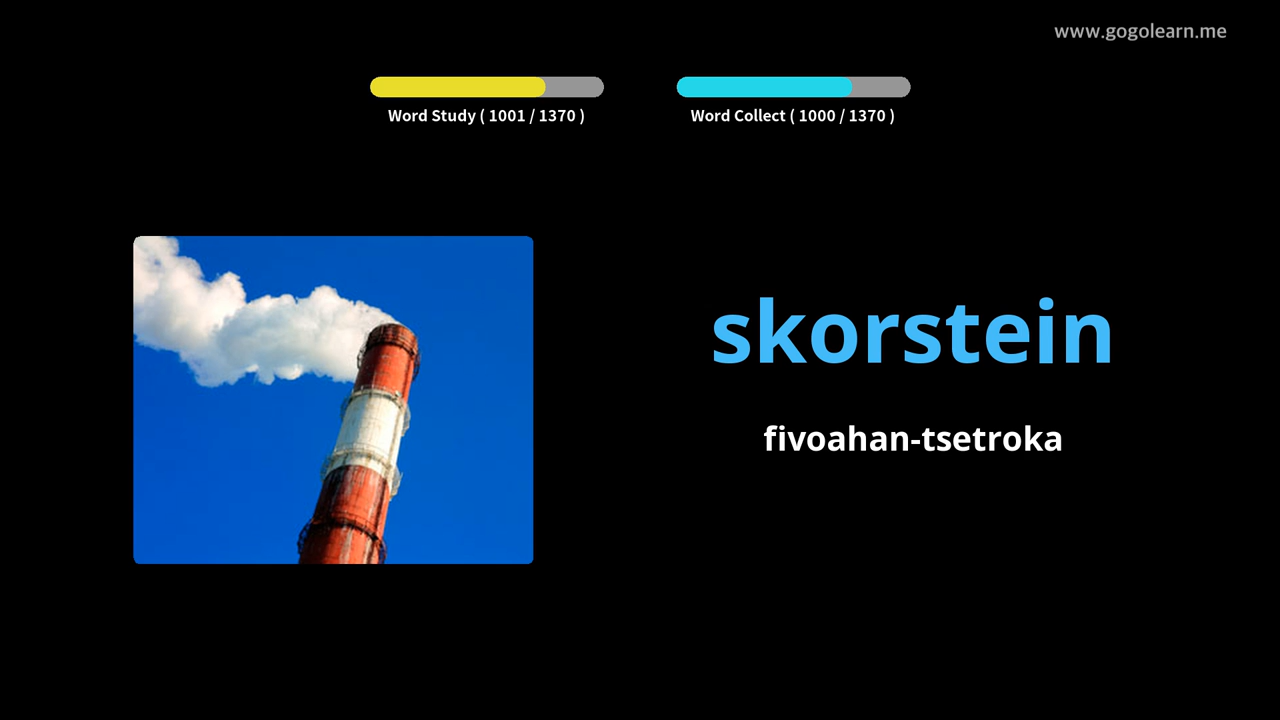 www.gogolearn.me
Word Study ( 1001 / 1370 )
Word Collect ( 1000 / 1370 )
skorstein
fivoahan-tsetroka